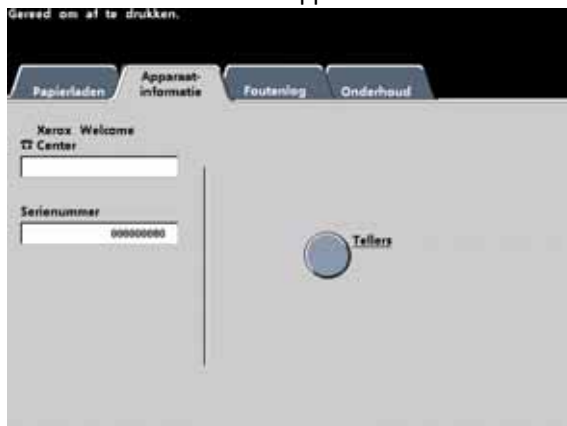 Gereed om af te drukken.
Papierladen
Apparaat-
informatie
Foutenlog
Onderhoud
Xerox Welcome
☎ Center
Serienummer
000000000
Tellers